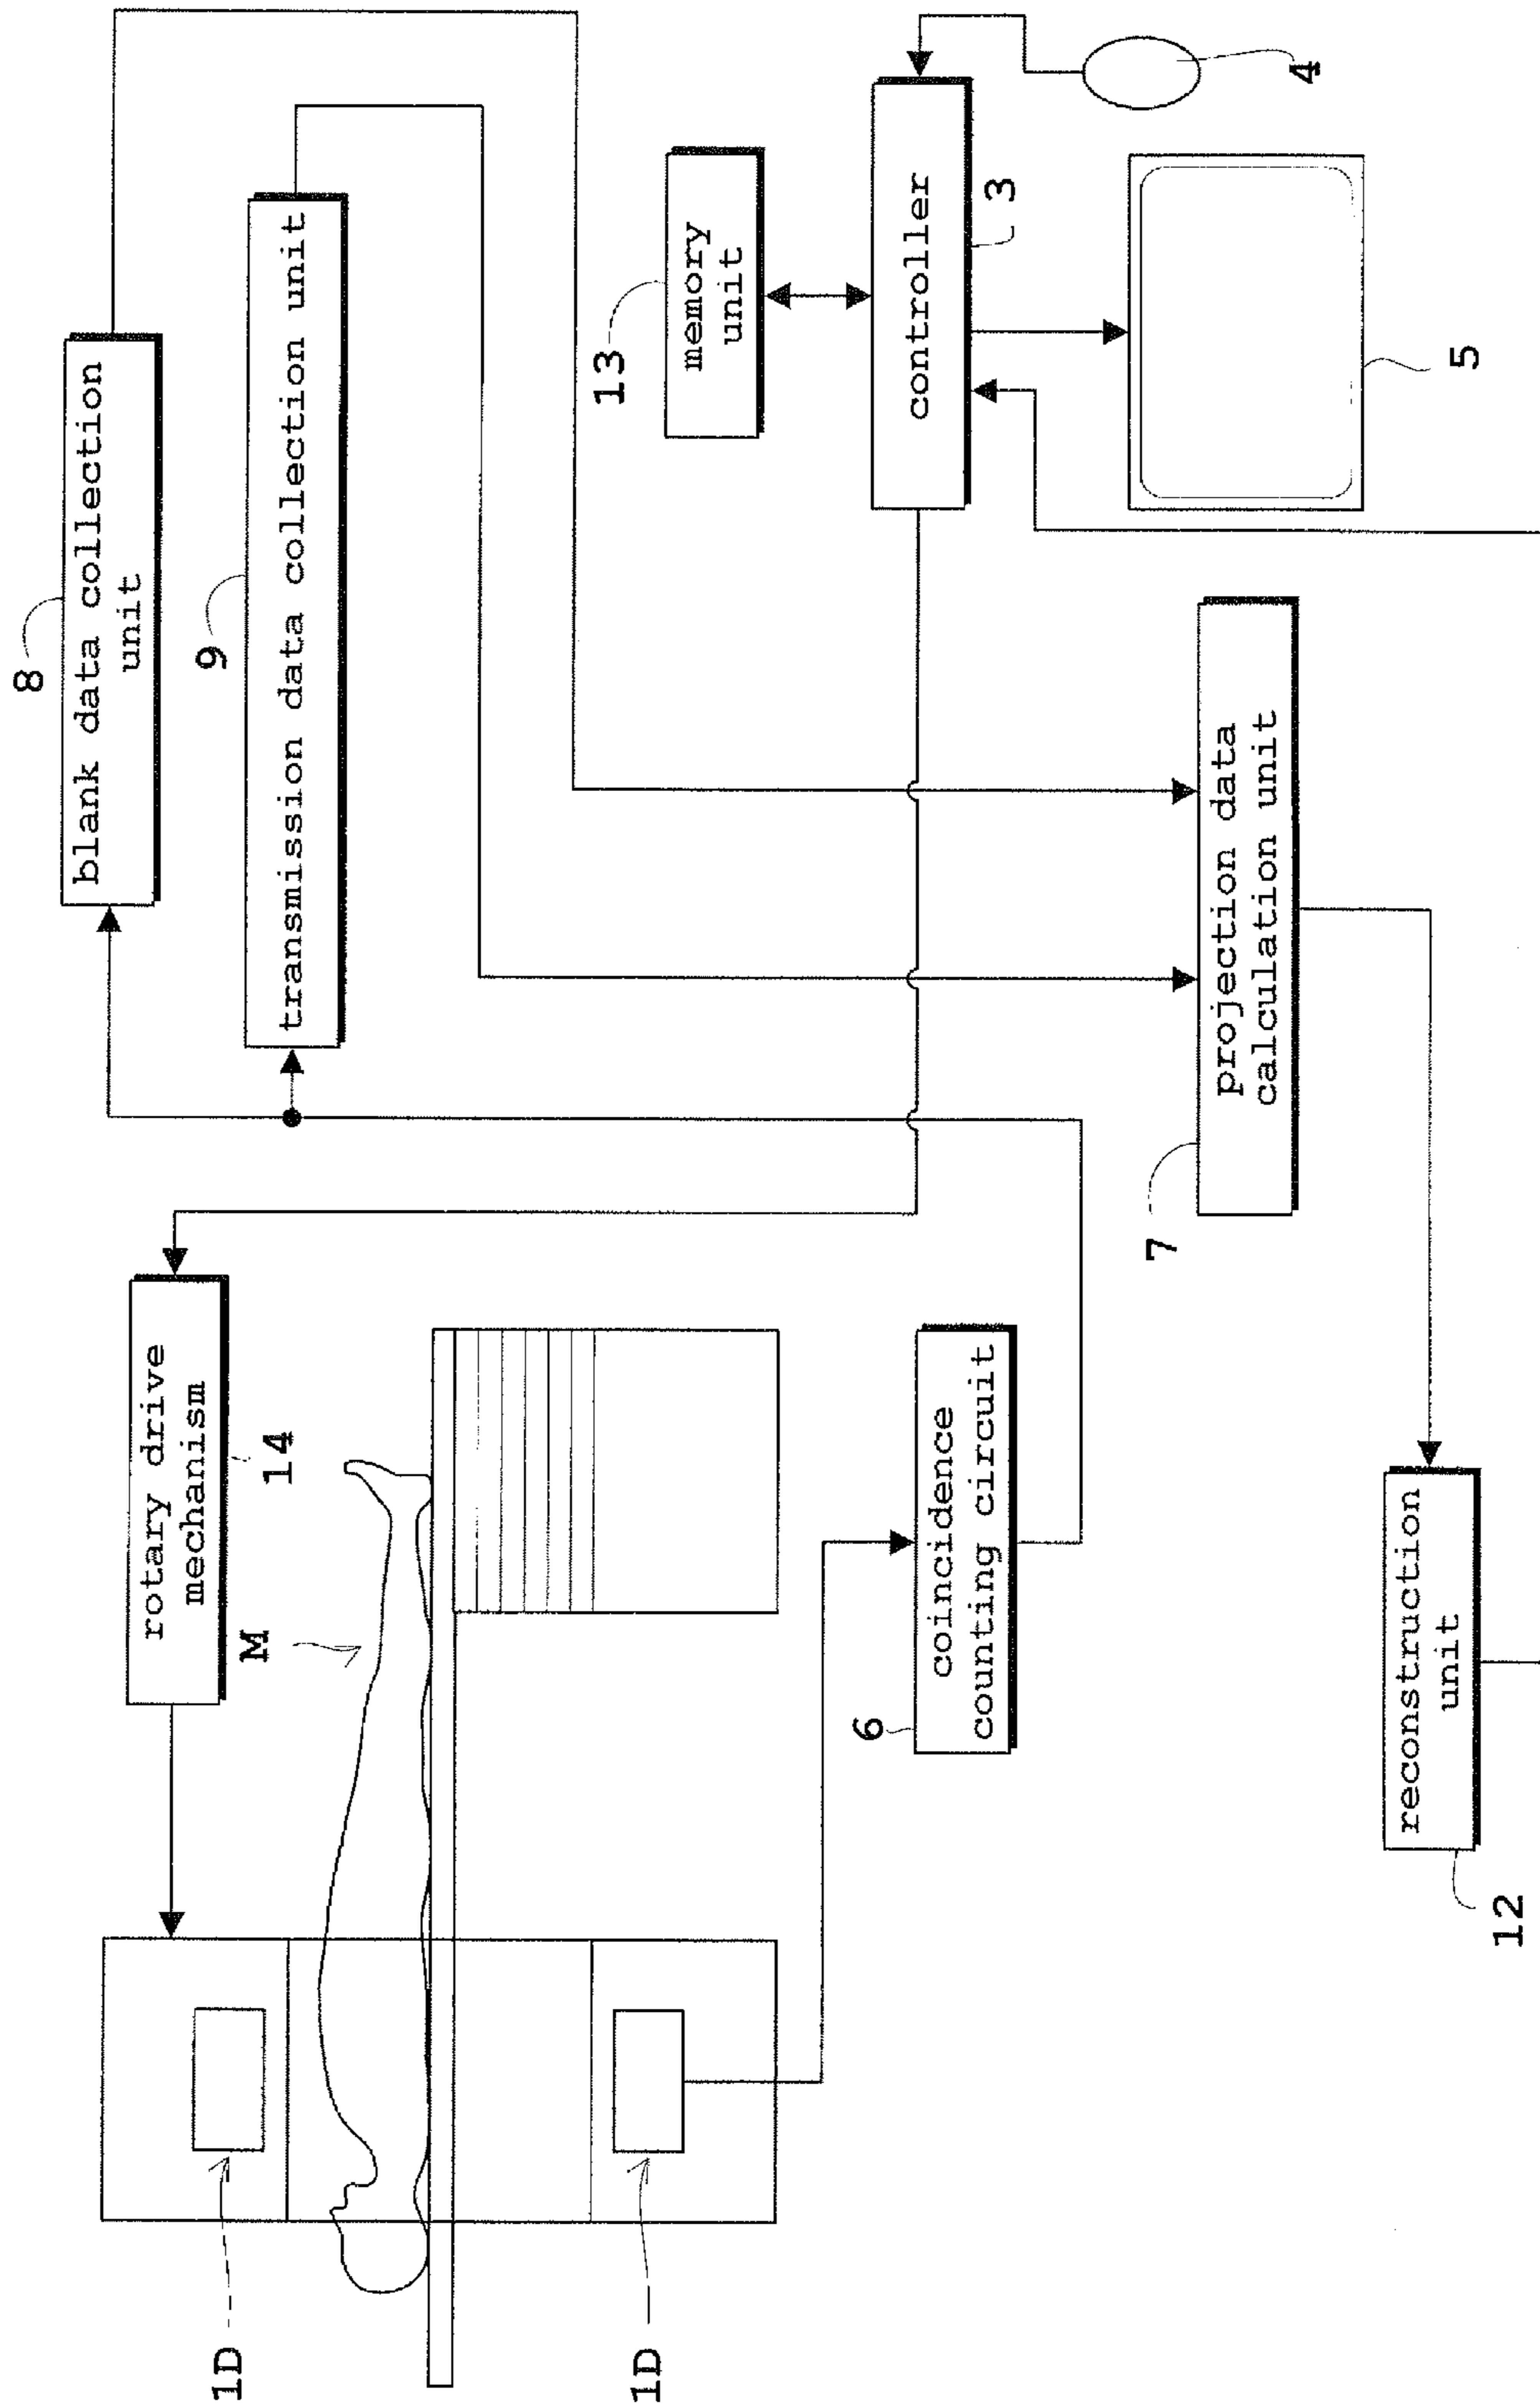 8
blank data collection
unit
9
transmission data collection unit
rotary drive
mechanism
14
M
1D
1D
13
memory
unit
controller
3
4
5
6
coincidence
counting circuit
7
projection data
calculation unit
reconstruction
unit
12